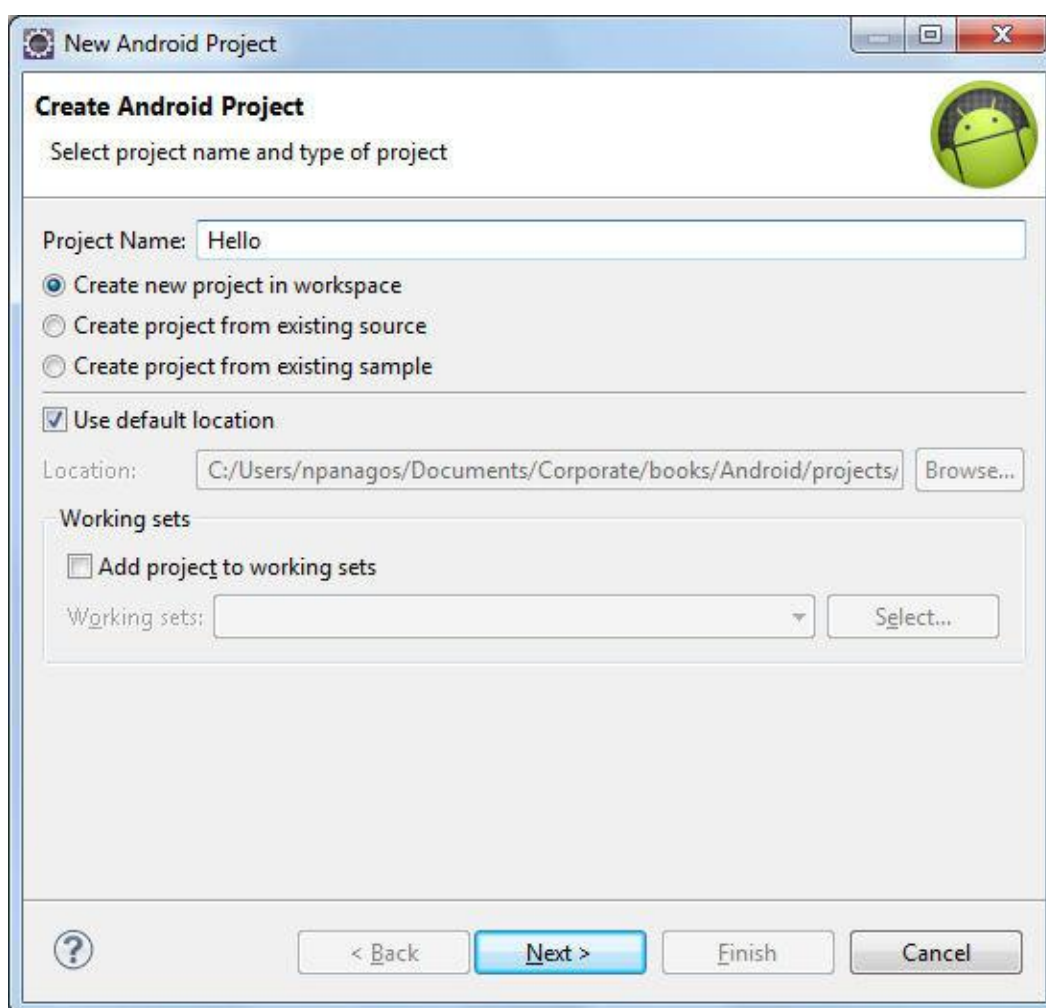 New Android Project
Create Android Project
Select project name and type of project
Project Name: Hello
Create new project in workspace
Create project from existing source
Create project from existing sample
Use default location
Location: C:/Users/npanagos/Documents/Corporate/books/Android/projects/ Browse...
Working sets
Add project to working sets
Working sets: Select...
? < Back Next > Finish Cancel